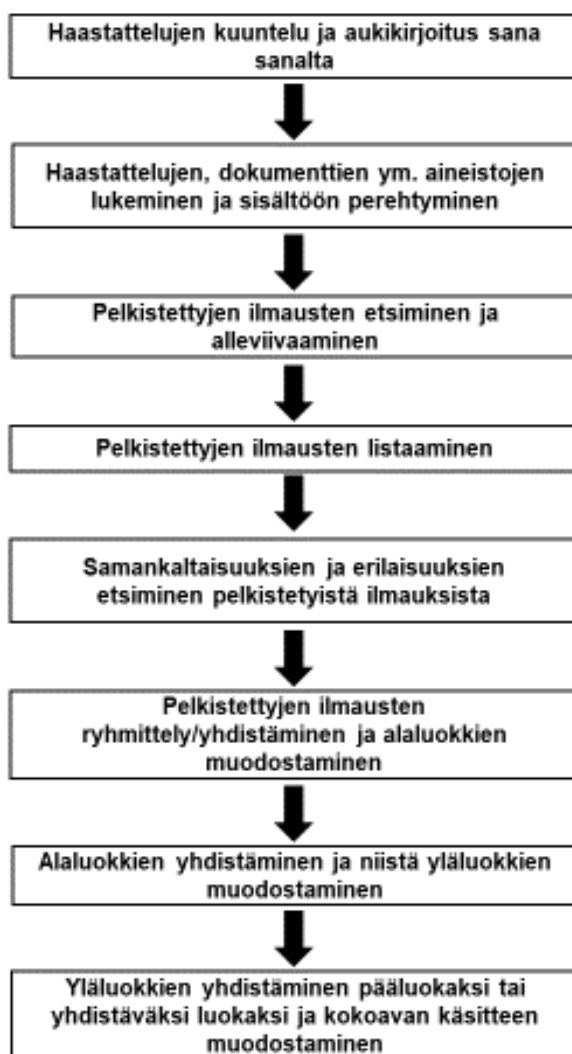 Haastattelujen kuuntelu ja aukikirjoitus sana
sanalta
Haastattelujen, dokumenttien ym. aineistojen
lukeminen ja sisältöön perehtyminen
Pelkistettyjen ilmausten etsiminen ja
alleviivaaminen
Pelkistettyjen ilmausten listaaminen
Samankaltaisuuksien ja erilaisuuksien
etsiminen pelkistetyistä ilmauksista
Pelkistettyjen ilmausten
ryhmittely/yhdistäminen ja alaluokkien
muodostaminen
Alaluokkien yhdistäminen ja niistä yläluokkien
muodostaminen
Yläluokkien yhdistäminen pääluokaksi tai
yhdistäväksi luokaksi ja kokoavan käsitteen
muodostaminen